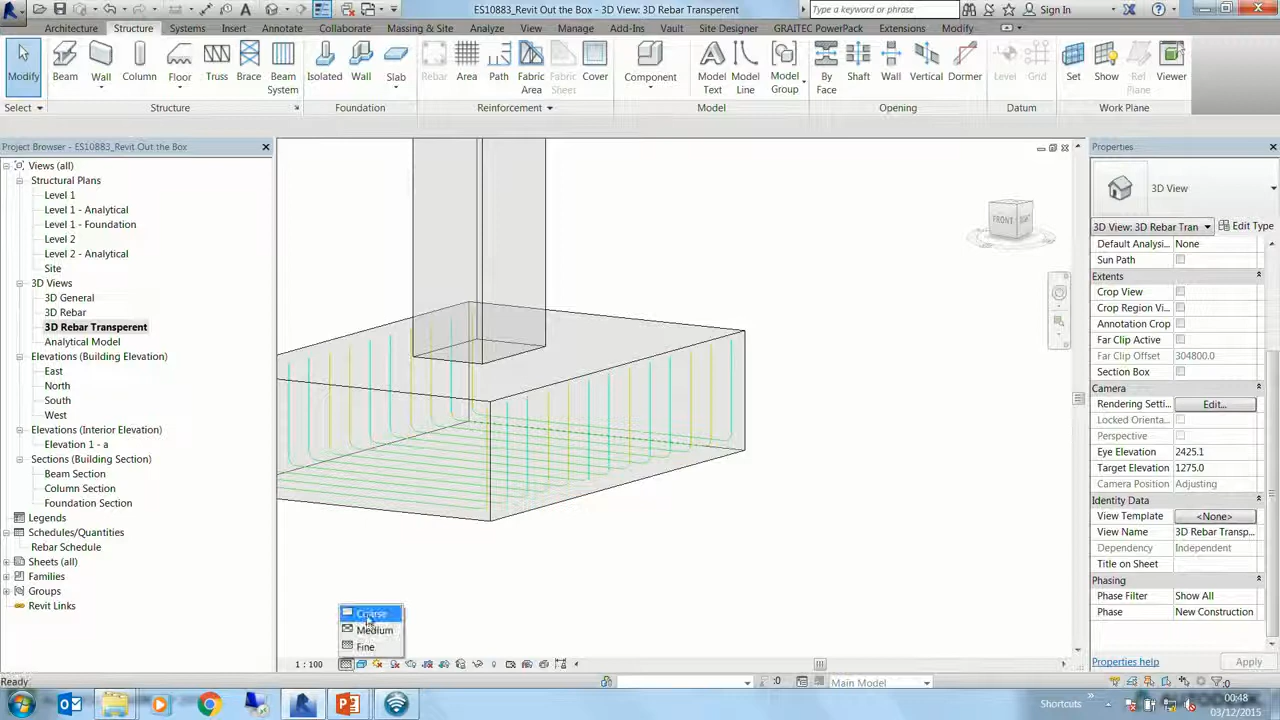 ES10883_Revit Out the Box - 3D View: 3D Rebar Transparent
Type a keyword or phrase
Sign In
Architecture Structure Systems Insert Annotate Collaborate Massing & Site Analyze View Manage Add-Ins Vault Site Designer GRAITEC PowerPack Extensions Modify
Modify Beam Wall Column Floor Truss Brace Beam System Isolated Wall Slab Rebar Area Path Fabric Area Fabric Sheet Cover Component Model Text Model Line Model Group By Face Shaft Wall Vertical Dormer Level Grid Set Show Ref Plane Viewer
Select Structure Foundation Reinforcement Model Opening Datum Work Plane
Project Browser - ES10883_Revit Out the Box
Views (all)
Structural Plans
Level 1
Level 1 - Analytical
Level 1 - Foundation
Level 2
Level 2 - Analytical
Site
3D Views
3D General
3D Rebar
3D Rebar Transperent
Analytical Model
Elevations (Building Elevation)
East
North
South
West
Elevations (Interior Elevation)
Elevation 1 - a
Sections (Building Section)
Beam Section
Column Section
Foundation Section
Legends
Schedules/Quantities
Rebar Schedule
Sheets (all)
Families
Groups
Revit Links
FRONT
Coarse
Medium
Fine
1 : 100
Properties
3D View
3D View: 3D Rebar Tran
Edit Type
Default Analysi... None
Sun Path
Extents
Crop View
Crop Region Vi...
Annotation Crop
Far Clip Active
Far Clip Offset 304800.0
Section Box
Camera
Rendering Setti... Edit...
Locked Orienta...
Perspective
Eye Elevation 2425.1
Target Elevation 1275.0
Camera Position Adjusting
Identity Data
View Template <None>
View Name 3D Rebar Transp...
Dependency Independent
Title on Sheet
Phasing
Phase Filter Show All
Phase New Construction
Properties help
Apply
Ready
:0
Main Model
:0
Shortcuts
00:48
03/12/2015